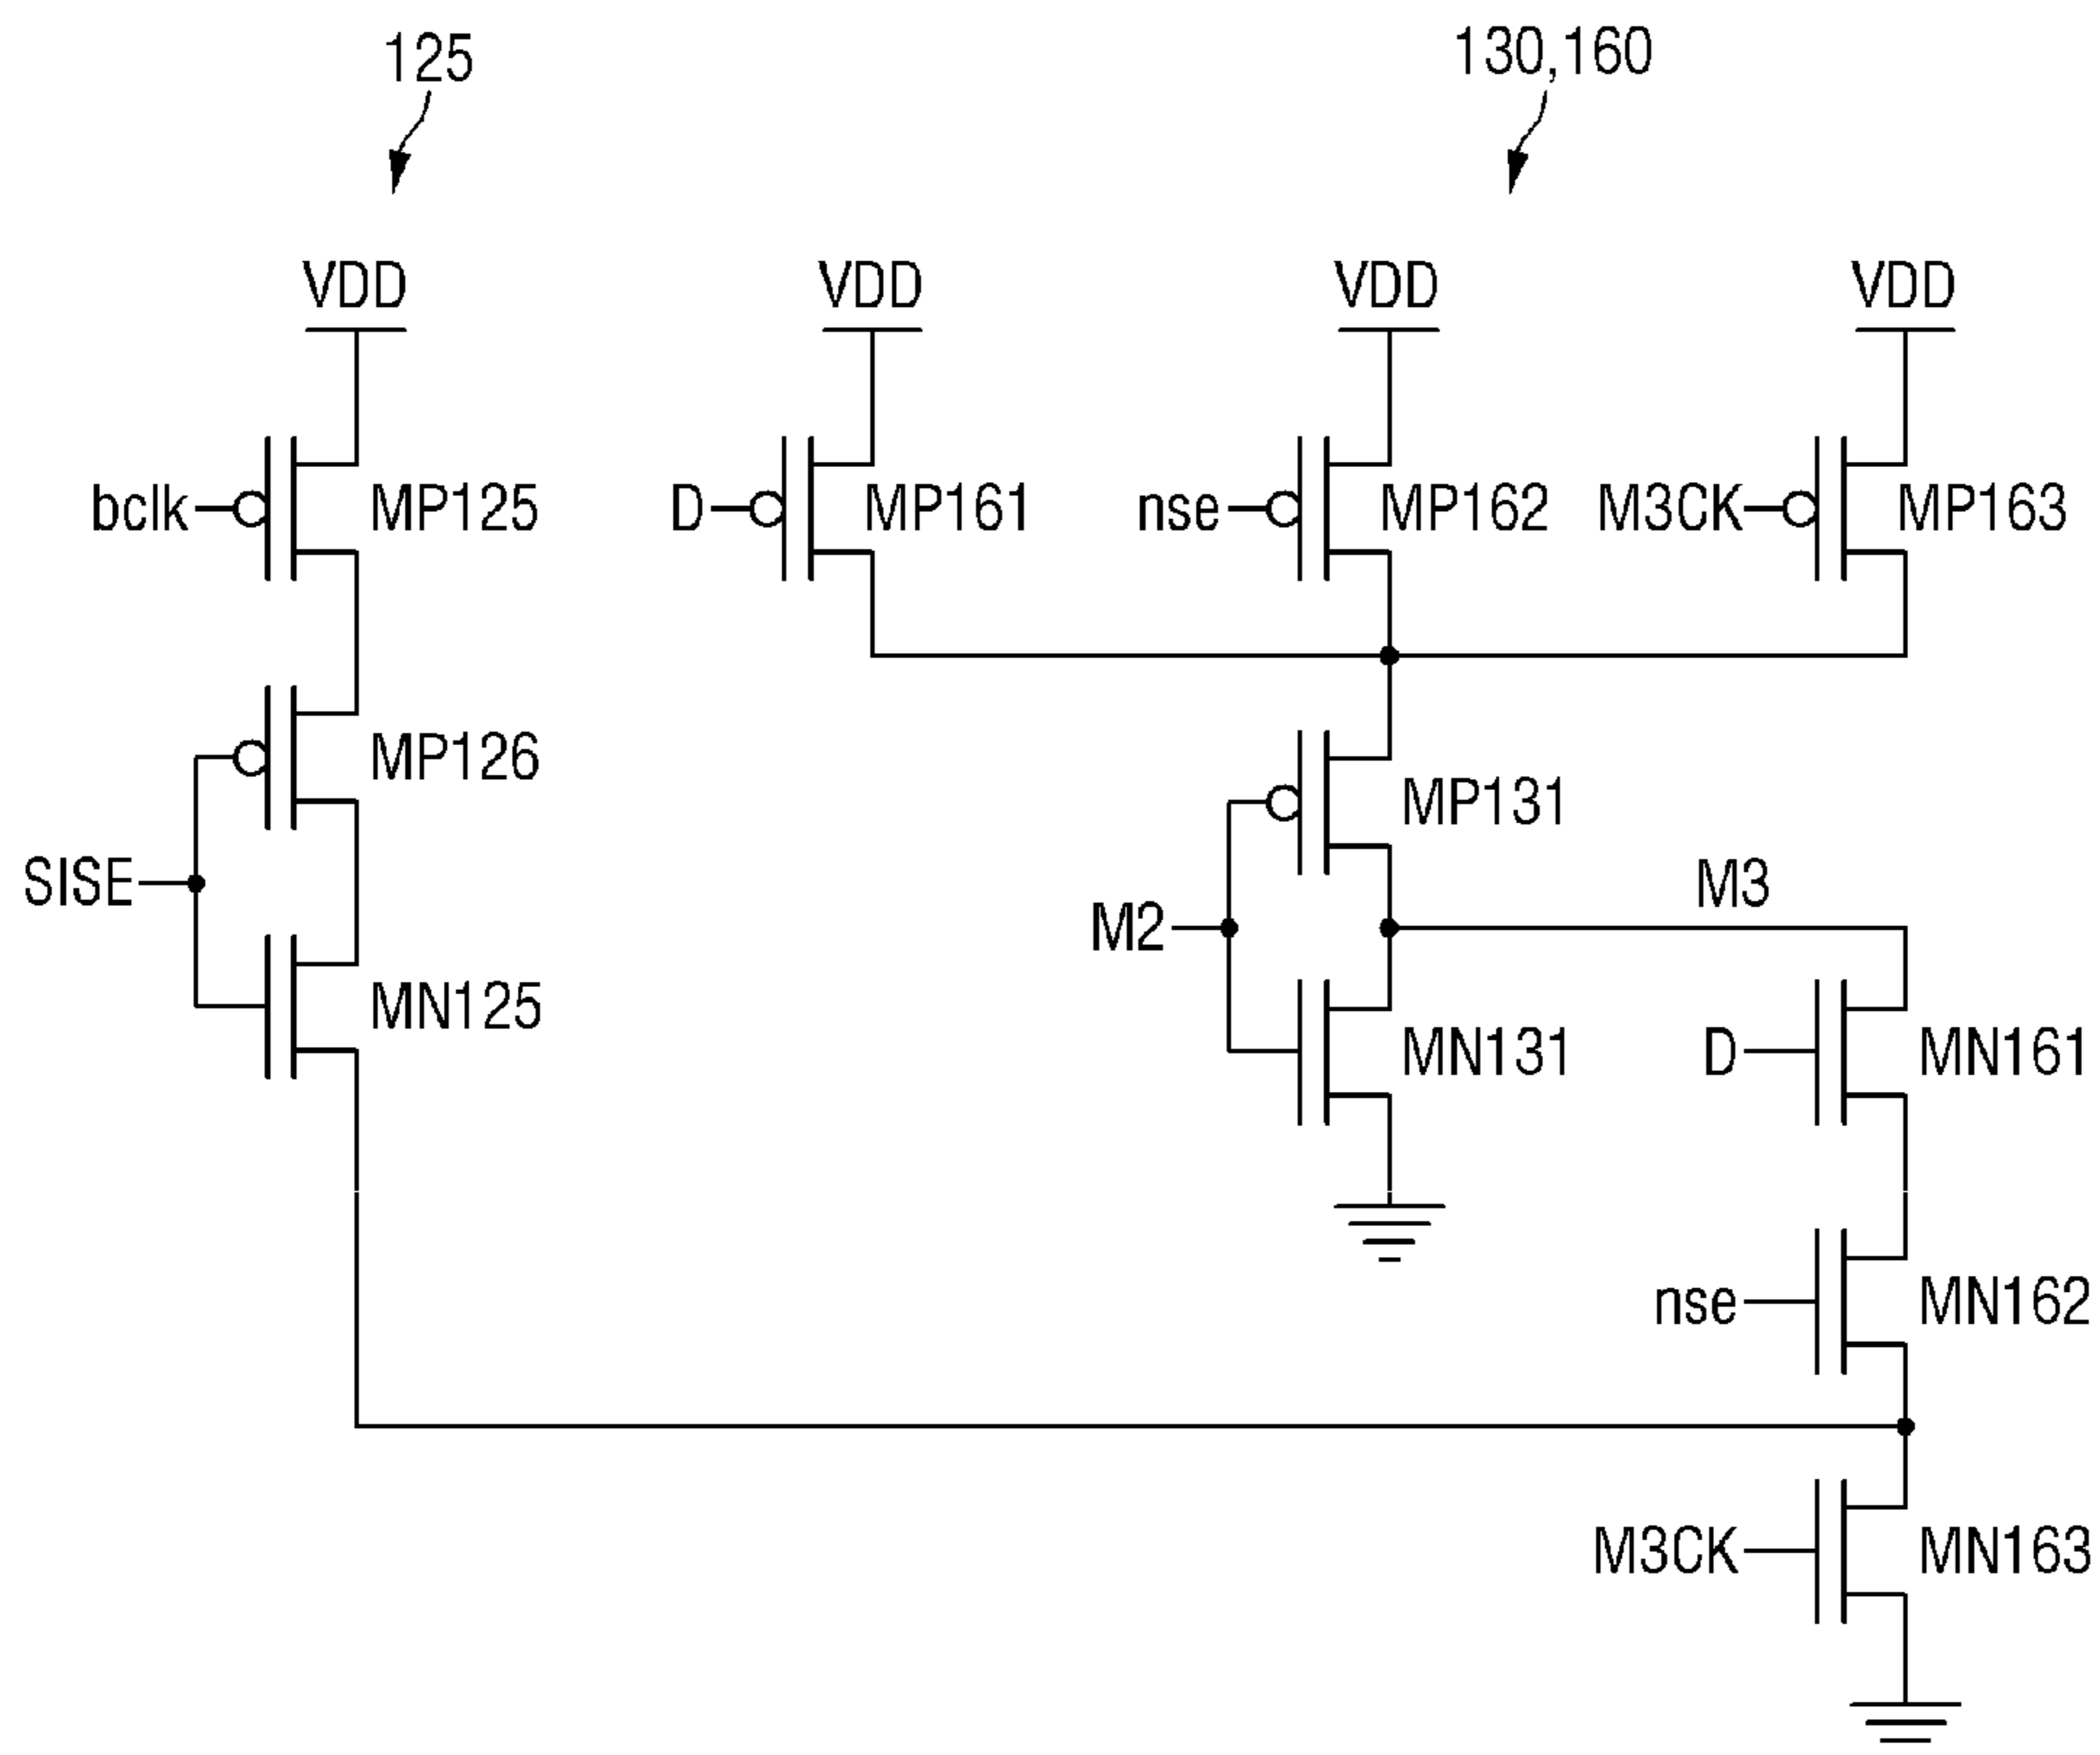 125
130,160
VDD VDD VDD VDD
bclk MP125 D MP161 nse MP162 M3CK MP163
MP126
MP131
SISE
M3
M2
MN125
MN131
D MN161
nse MN162
M3CK MN163